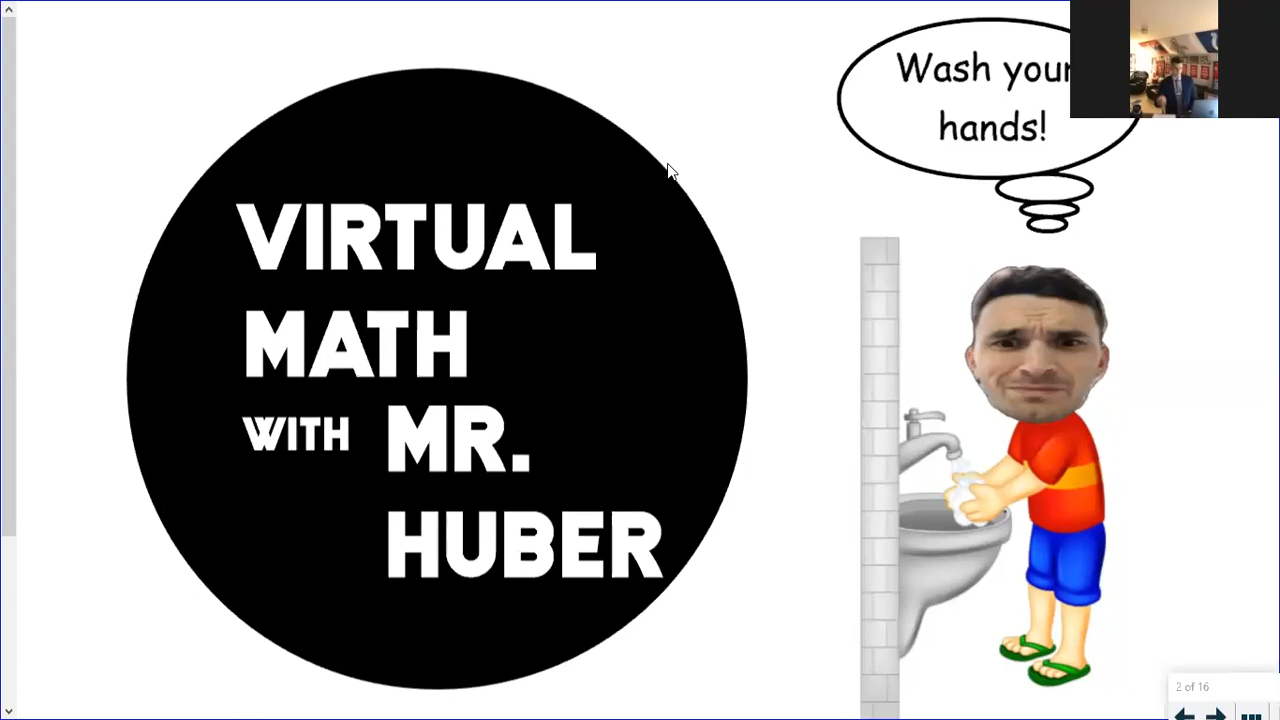 VIRTUAL
MATH
WITH MR.
HUBER
Wash your
hands!
2 of 16